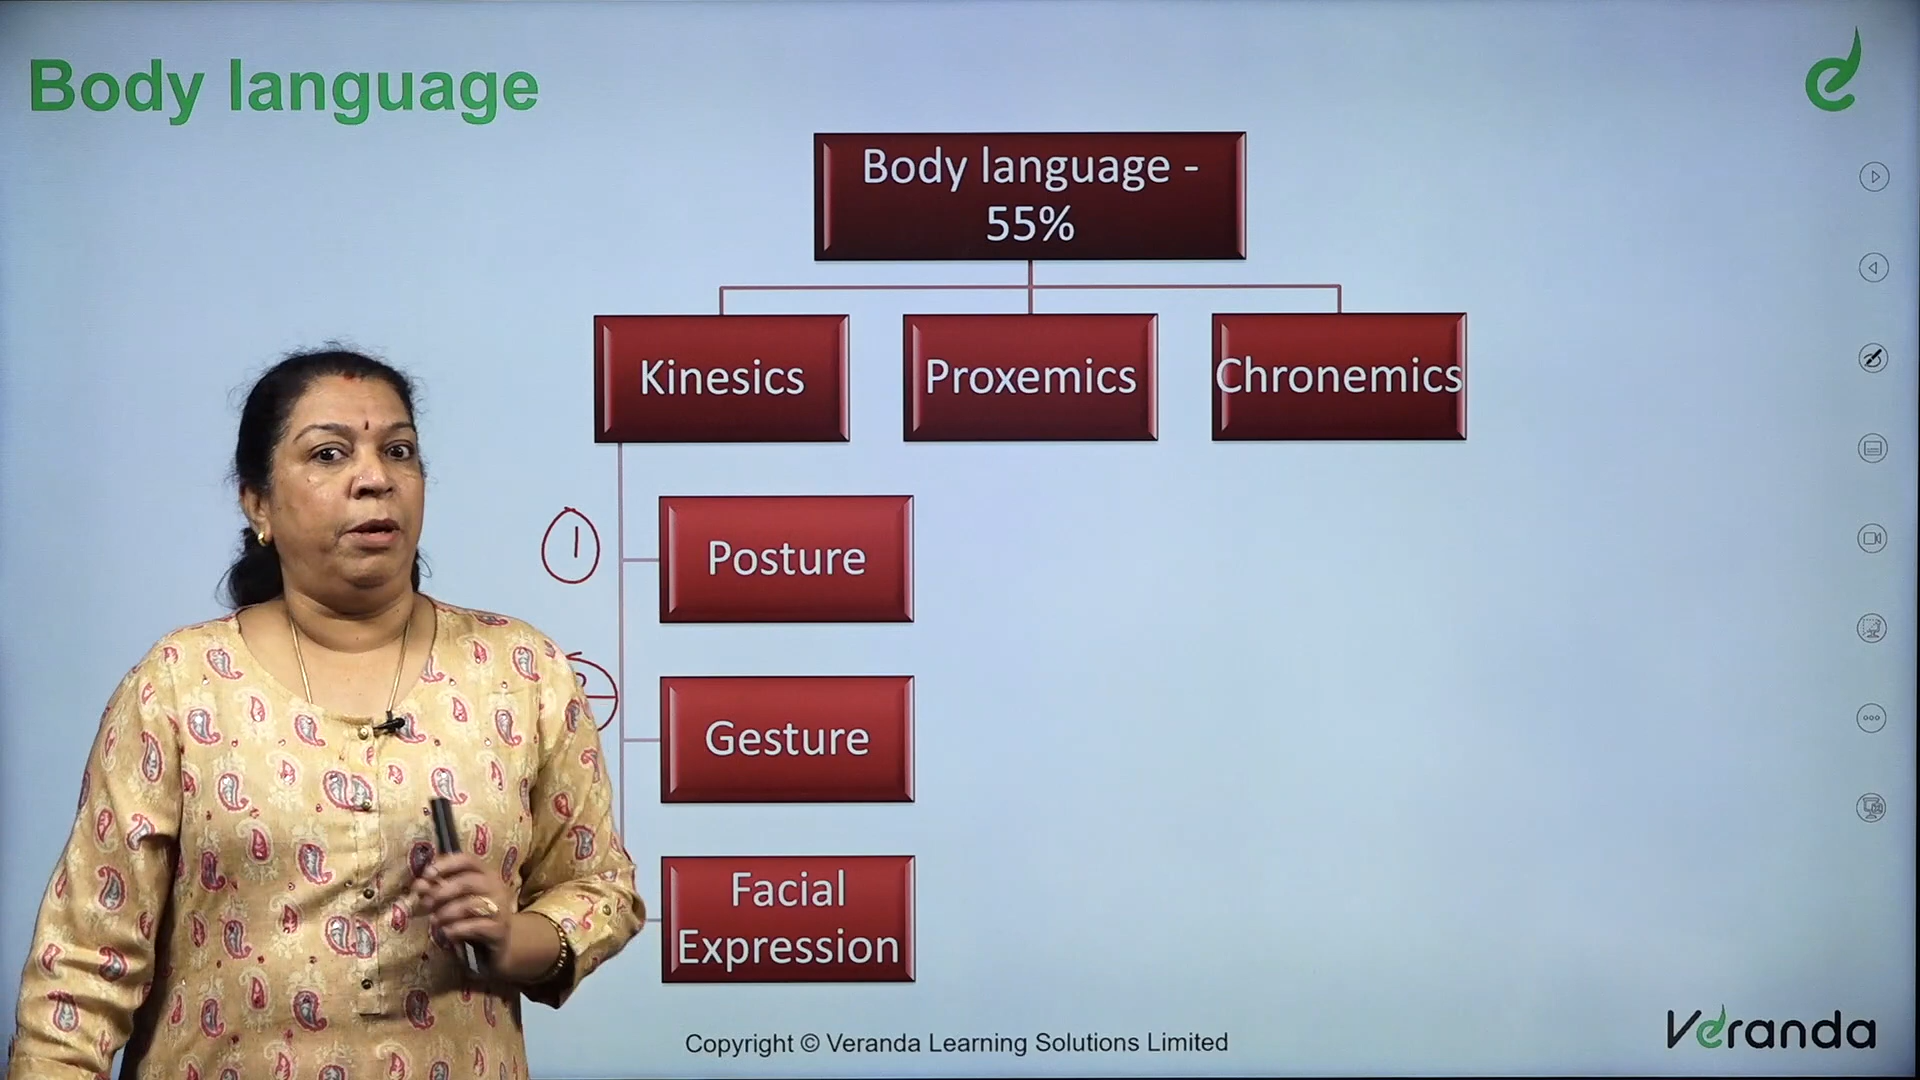 Body language
Body language -
55%
Kinesics
Proxemics
Chronemics
1
Posture
Gesture
Facial
Expression
Copyright © Veranda Learning Solutions Limited
Veranda